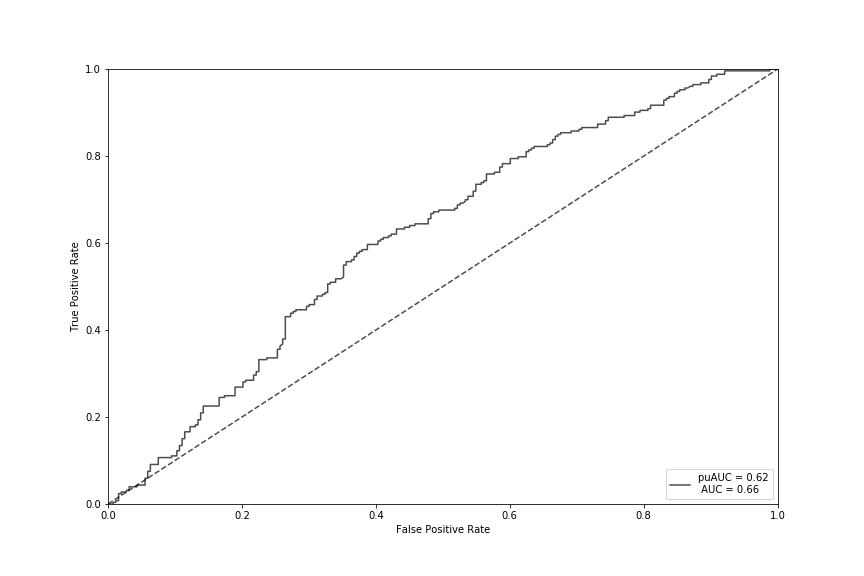 1.0
0.8
0.6
0.4
0.2
0.0
True Positive Rate
0.0 0.2 0.4 0.6 0.8 1.0
False Positive Rate
puAUC = 0.62
AUC = 0.66